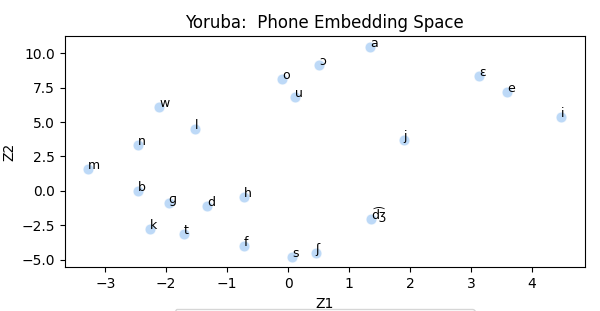 Yoruba: Phone Embedding Space
10.0
7.5
5.0
2.5
0.0
−2.5
−5.0
Z2
a
ɔ
ɛ
o
e
u
w
i
l
j
n
m
b
h
g
d
d͡ʒ
k
t
f
ʃ
s
−3
−2
−1
0
1
2
3
4
Z1